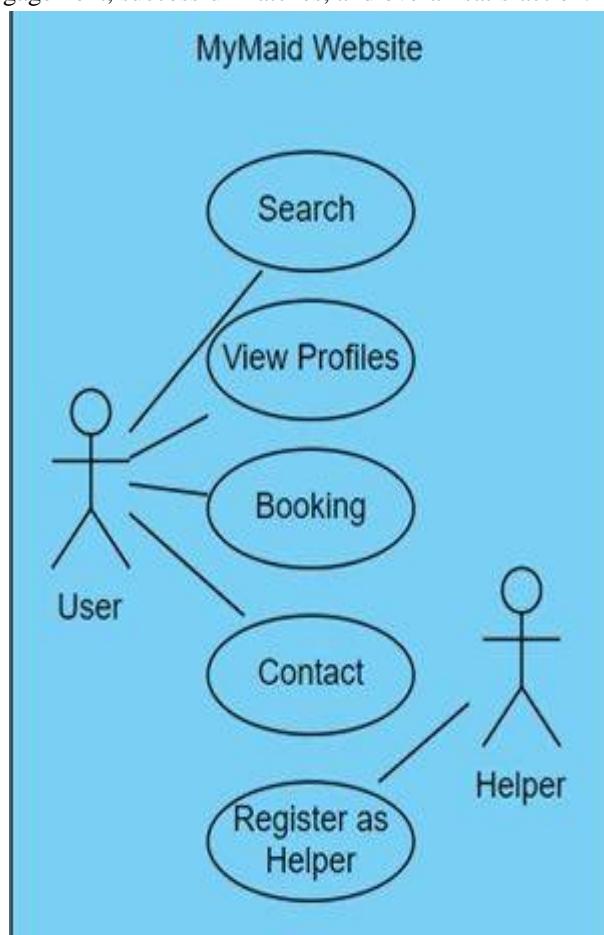 MyMaid Website
Search
View Profiles
Booking
User
Contact
Helper
Register as
Helper